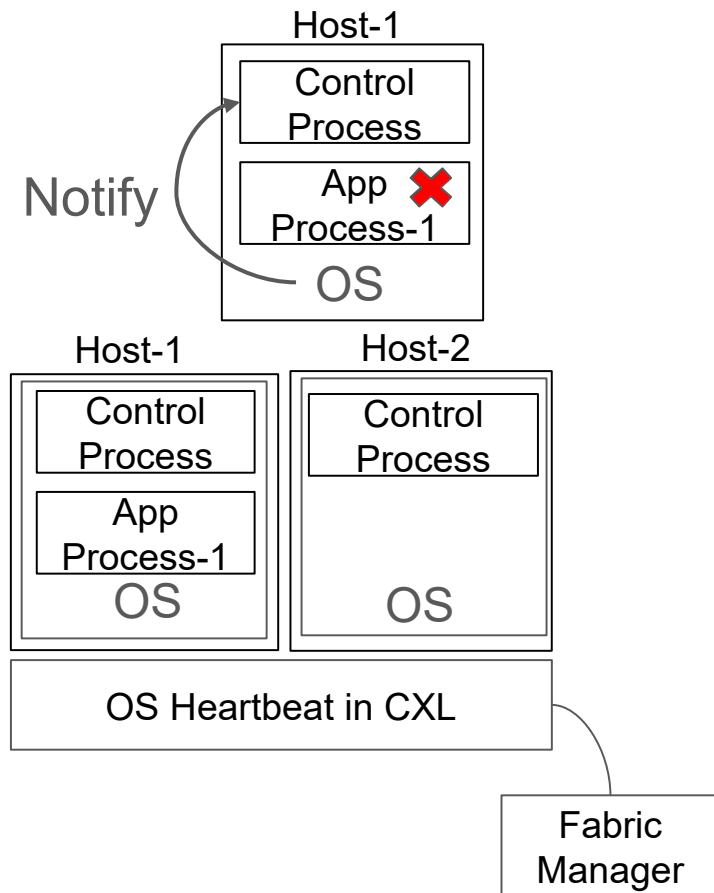 Host-1
Control
Process
Notify
App
Process-1
OS
Host-1
Host-2
Control
Process
App
Process-1
OS
Control
Process
OS
OS Heartbeat in CXL
Fabric
Manager